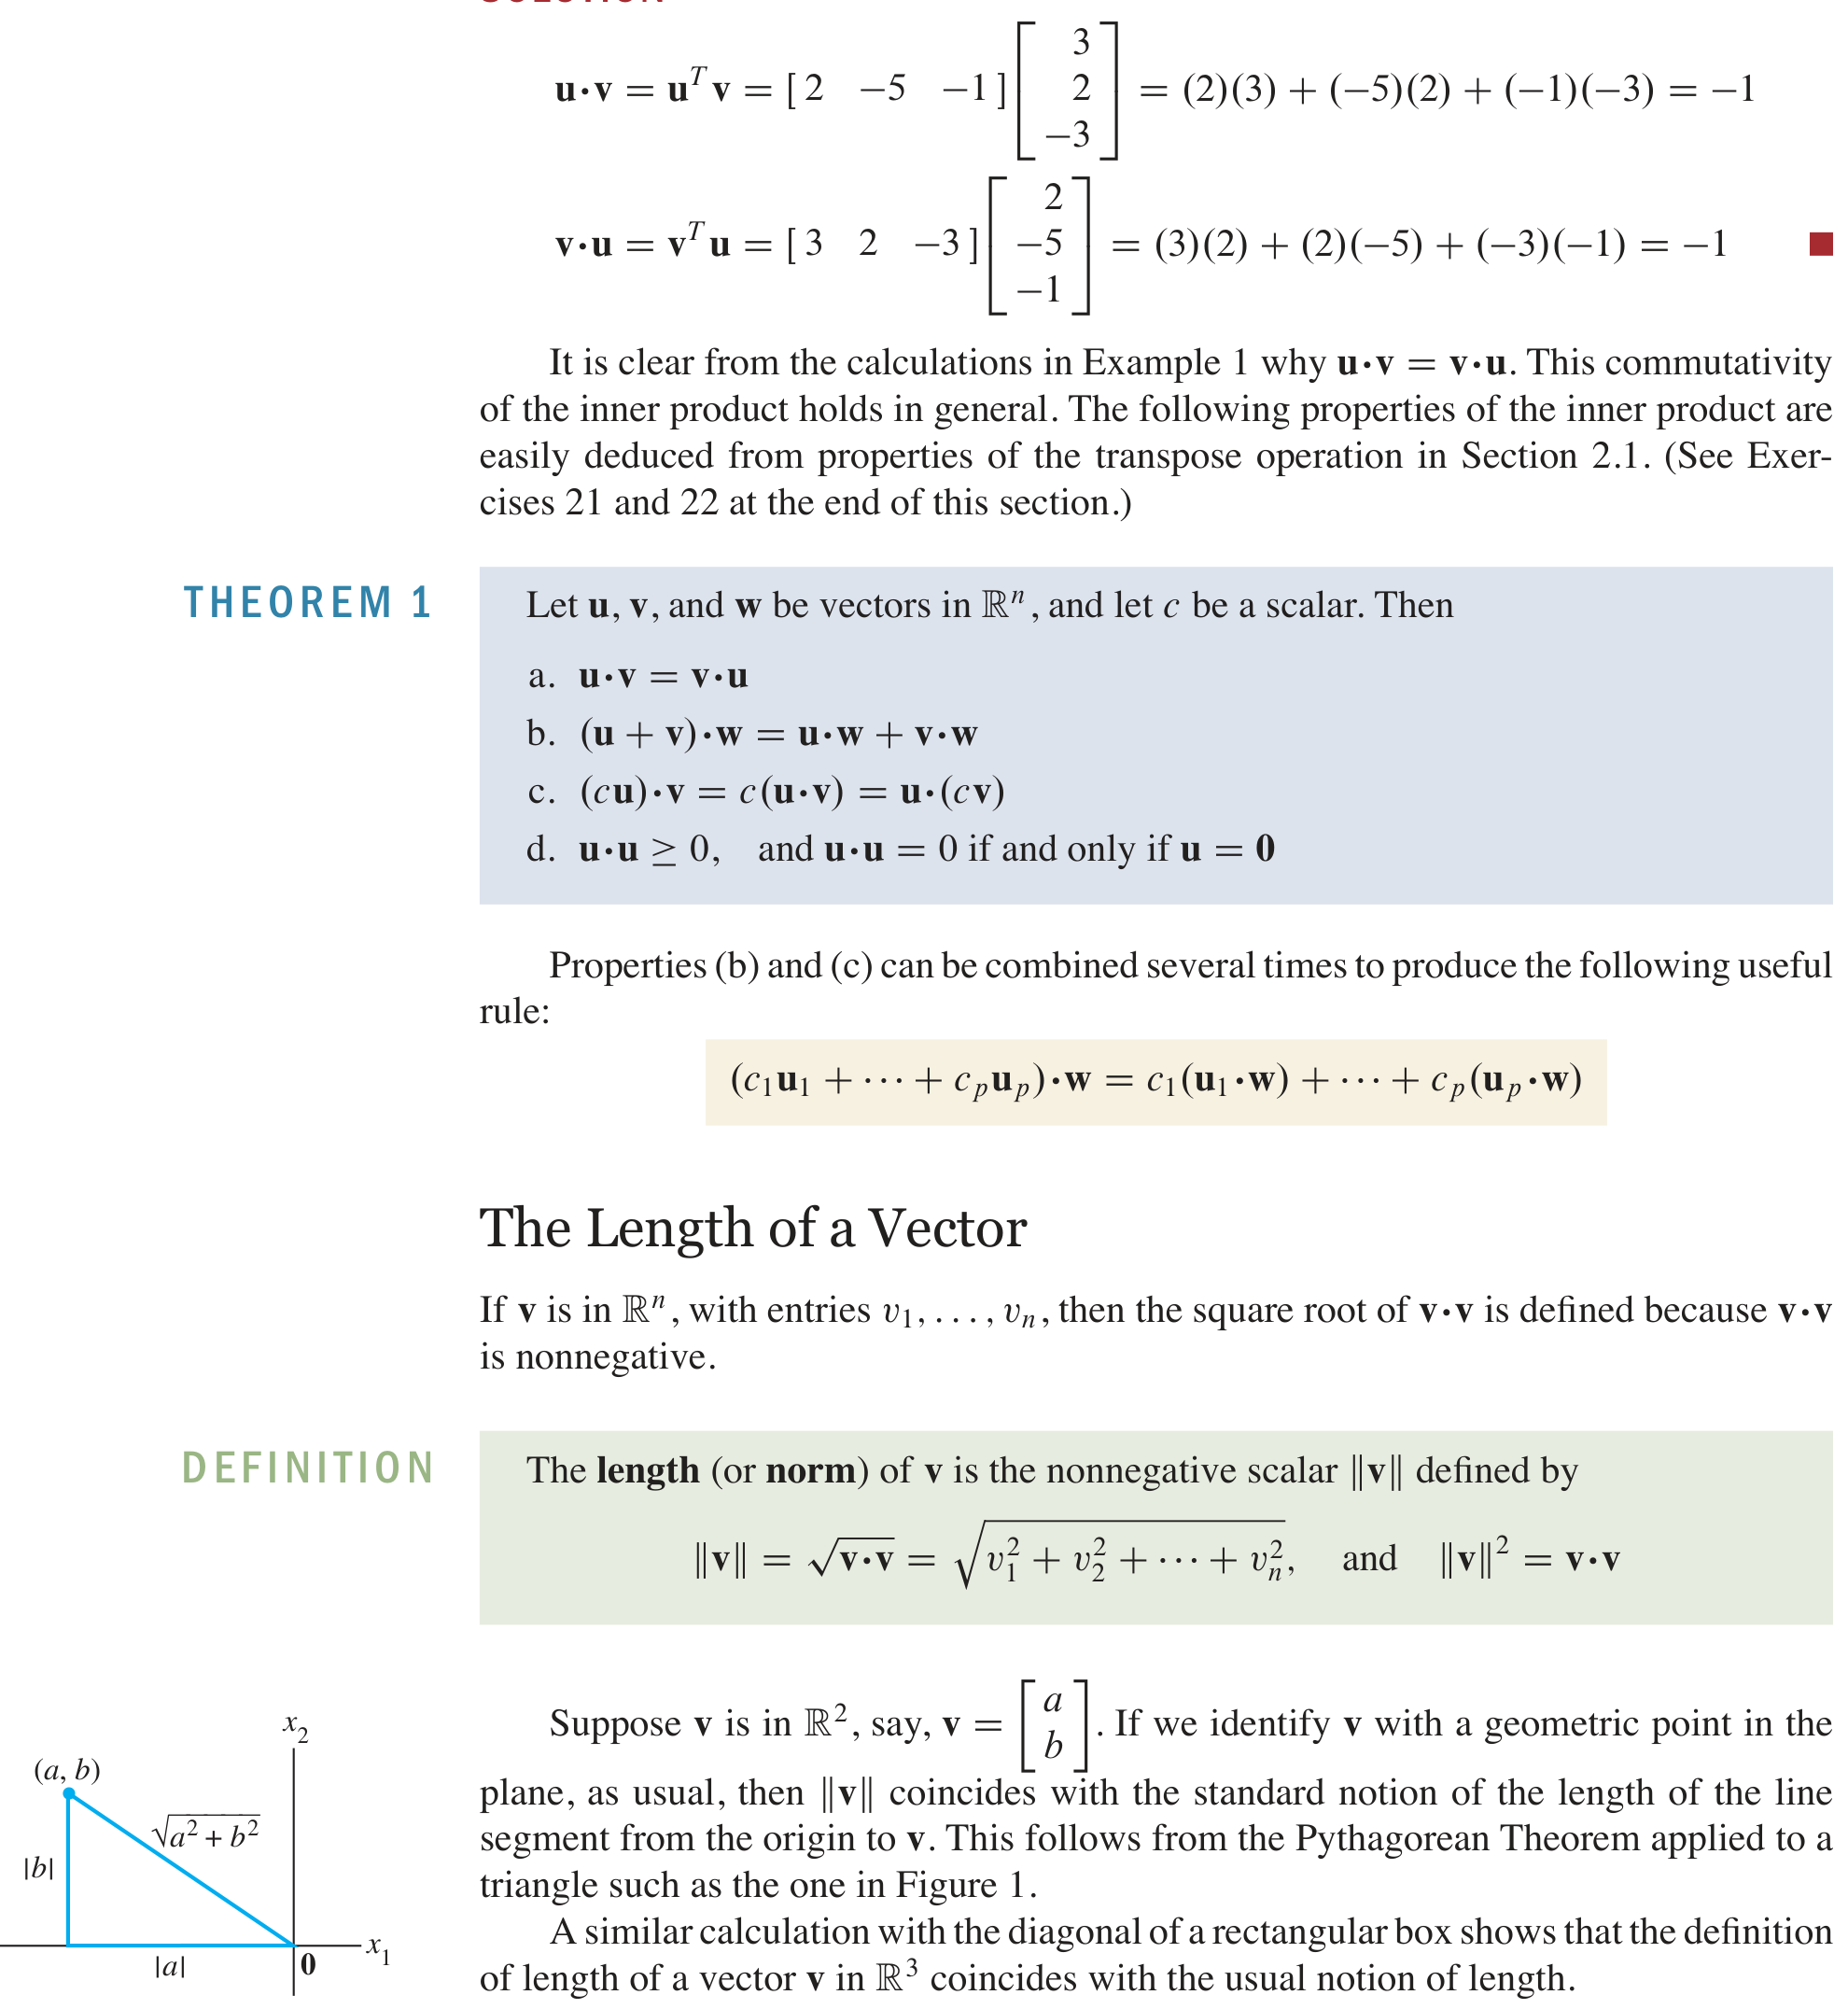 SOLUTION
u·v = uᵀv = [ 2 −5 −1 ] [ 3 2 −3 ] = (2)(3) + (−5)(2) + (−1)(−3) = −1
v·u = vᵀu = [ 3 2 −3 ] [ 2 −5 −1 ] = (3)(2) + (2)(−5) + (−3)(−1) = −1
It is clear from the calculations in Example 1 why u·v = v·u. This commutativity
of the inner product holds in general. The following properties of the inner product are
easily deduced from properties of the transpose operation in Section 2.1. (See Exer-
cises 21 and 22 at the end of this section.)
THEOREM 1
Let u, v, and w be vectors in ℝⁿ, and let c be a scalar. Then
a. u·v = v·u
b. (u + v)·w = u·w + v·w
c. (cu)·v = c(u·v) = u·(cv)
d. u·u ≥ 0, and u·u = 0 if and only if u = 0
Properties (b) and (c) can be combined several times to produce the following useful
rule:
(c₁u₁ + ··· + cₚuₚ)·w = c₁(u₁·w) + ··· + cₚ(uₚ·w)
The Length of a Vector
If v is in ℝⁿ, with entries v₁, . . . , vₙ, then the square root of v·v is defined because v·v
is nonnegative.
DEFINITION
The length (or norm) of v is the nonnegative scalar ‖v‖ defined by
‖v‖ = √(v·v) = √(v₁² + v₂² + ··· + vₙ²), and ‖v‖² = v·v
Suppose v is in ℝ², say, v = [ a b ]. If we identify v with a geometric point in the
plane, as usual, then ‖v‖ coincides with the standard notion of the length of the line
segment from the origin to v. This follows from the Pythagorean Theorem applied to a
triangle such as the one in Figure 1.
A similar calculation with the diagonal of a rectangular box shows that the definition
of length of a vector v in ℝ³ coincides with the usual notion of length.
x₂
(a, b)
√(a² + b²)
|b|
x₁
|a|
0